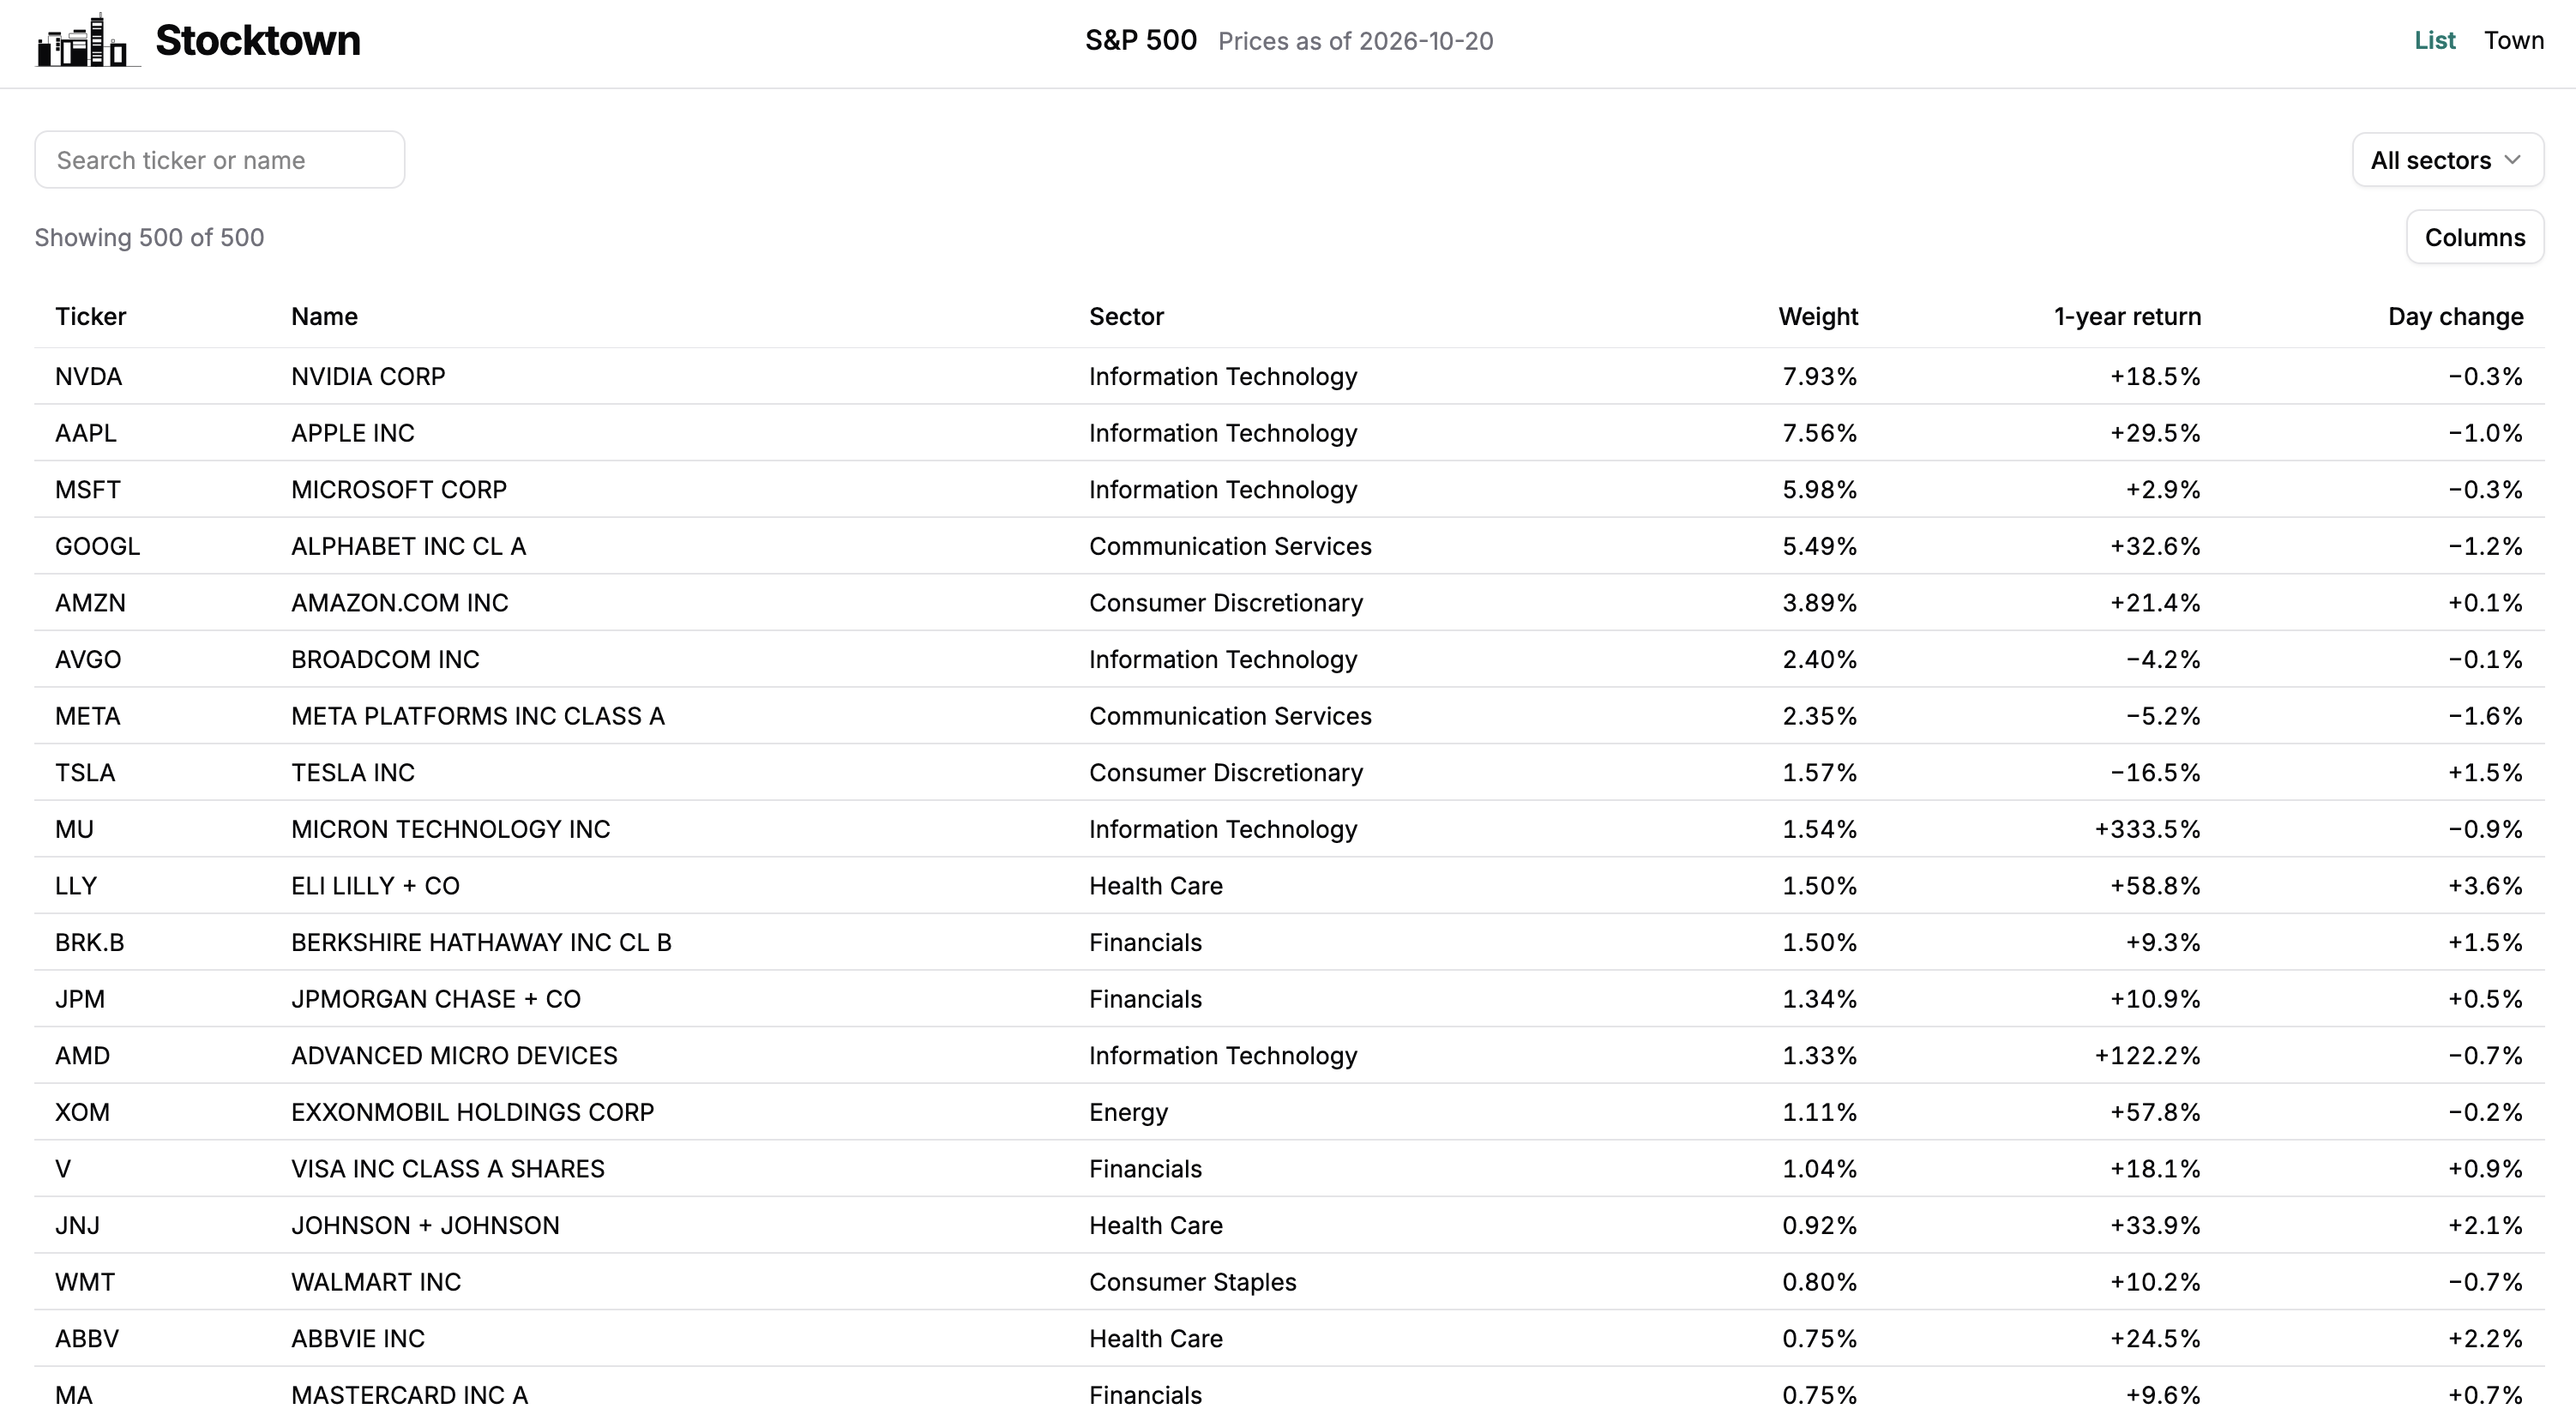 Stocktown
S&P 500 Prices as of 2026-10-20
List Town
Search ticker or name
All sectors
Showing 500 of 500
Columns
Ticker Name Sector Weight 1-year return Day change
NVDA NVIDIA CORP Information Technology 7.93% +18.5% −0.3%
AAPL APPLE INC Information Technology 7.56% +29.5% −1.0%
MSFT MICROSOFT CORP Information Technology 5.98% +2.9% −0.3%
GOOGL ALPHABET INC CL A Communication Services 5.49% +32.6% −1.2%
AMZN AMAZON.COM INC Consumer Discretionary 3.89% +21.4% +0.1%
AVGO BROADCOM INC Information Technology 2.40% −4.2% −0.1%
META META PLATFORMS INC CLASS A Communication Services 2.35% −5.2% −1.6%
TSLA TESLA INC Consumer Discretionary 1.57% −16.5% +1.5%
MU MICRON TECHNOLOGY INC Information Technology 1.54% +333.5% −0.9%
LLY ELI LILLY + CO Health Care 1.50% +58.8% +3.6%
BRK.B BERKSHIRE HATHAWAY INC CL B Financials 1.50% +9.3% +1.5%
JPM JPMORGAN CHASE + CO Financials 1.34% +10.9% +0.5%
AMD ADVANCED MICRO DEVICES Information Technology 1.33% +122.2% −0.7%
XOM EXXONMOBIL HOLDINGS CORP Energy 1.11% +57.8% −0.2%
V VISA INC CLASS A SHARES Financials 1.04% +18.1% +0.9%
JNJ JOHNSON + JOHNSON Health Care 0.92% +33.9% +2.1%
WMT WALMART INC Consumer Staples 0.80% +10.2% −0.7%
ABBV ABBVIE INC Health Care 0.75% +24.5% +2.2%
MA MASTERCARD INC A Financials 0.75% +9.6% +0.7%